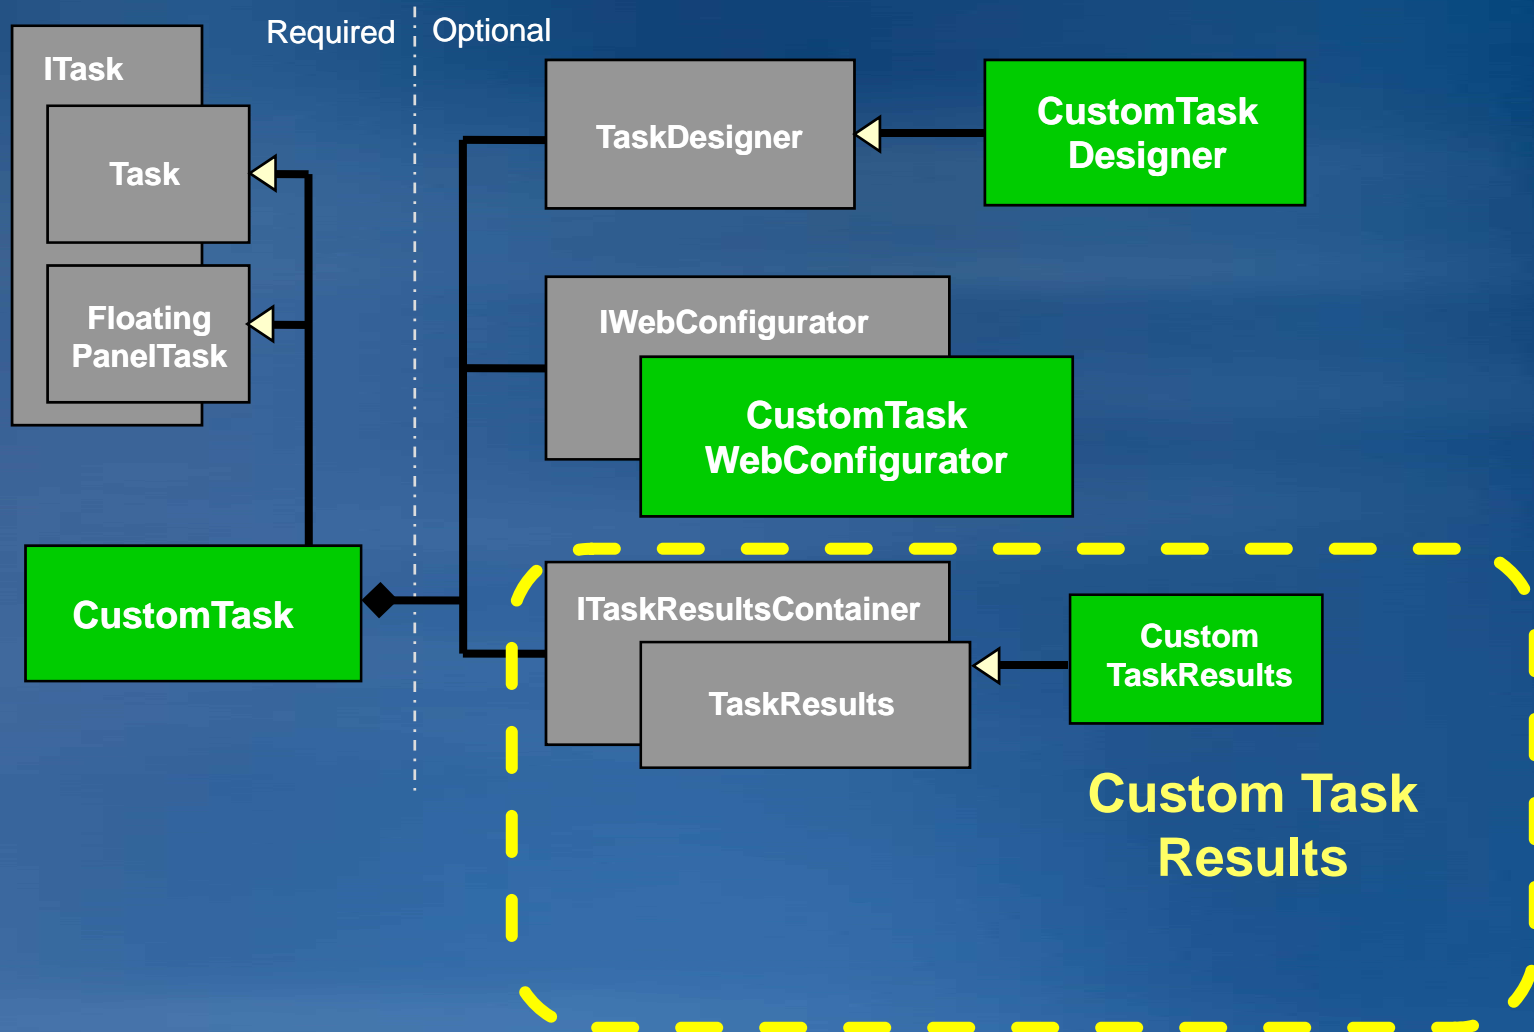 Required
Optional
ITask
Task
Floating
PanelTask
CustomTask
TaskDesigner
CustomTask
Designer
IWebConfigurator
CustomTask
WebConfigurator
ITaskResultsContainer
TaskResults
Custom
TaskResults
Custom Task
Results